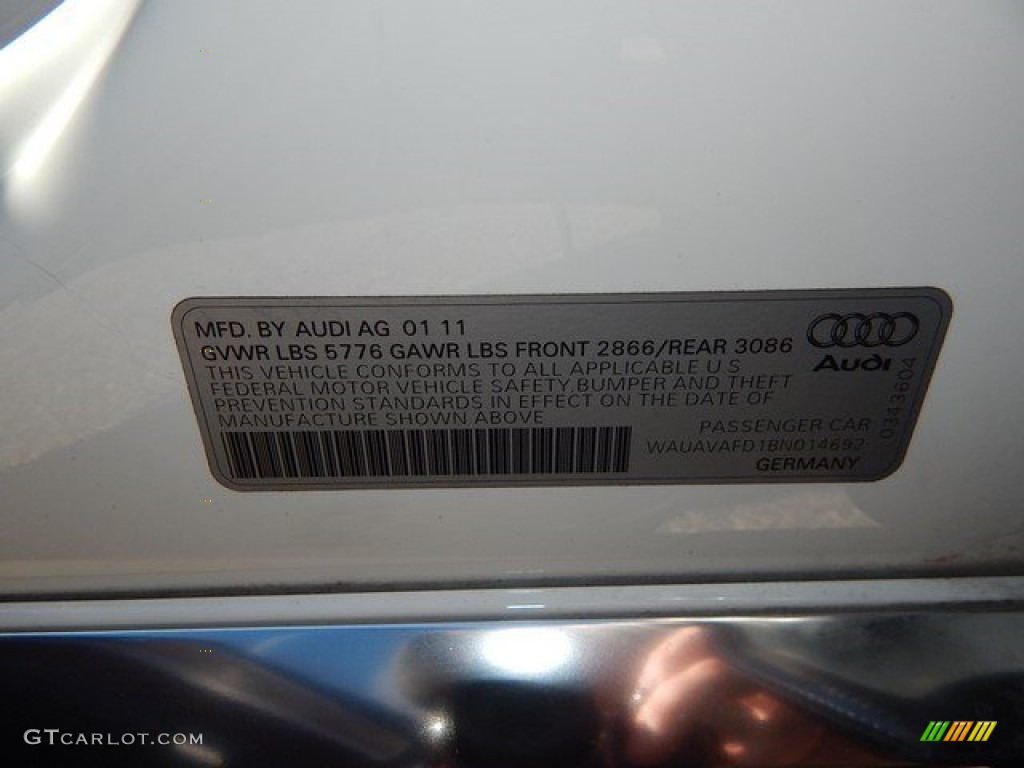 MFD. BY AUDI AG 01 11
GVWR LBS 5776 GAWR LBS FRONT 2866/REAR 3086
THIS VEHICLE CONFORMS TO ALL APPLICABLE U S
FEDERAL MOTOR VEHICLE SAFETY, BUMPER AND THEFT
PREVENTION STANDARDS IN EFFECT ON THE DATE OF
MANUFACTURE SHOWN ABOVE
Audi
0343604
PASSENGER CAR
WAUAVAFD1BN014692
GERMANY
GTCARLOT.COM